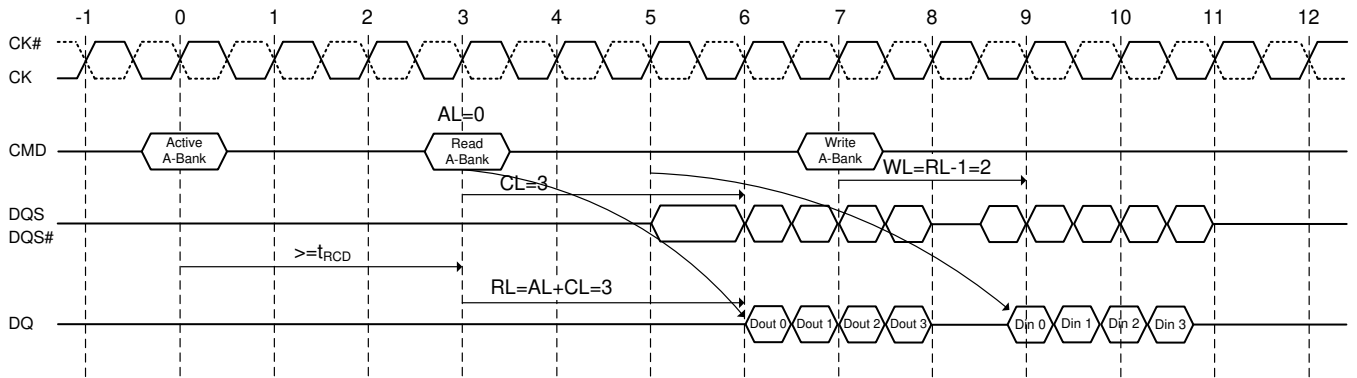 -1 0 1 2 3 4 5 6 7 8 9 10 11 12
CK#
CK
AL=0
CMD
Active
A-Bank
Read
A-Bank
Write
A-Bank
CL=3
WL=RL-1=2
DQS
DQS#
>=tRCD
RL=AL+CL=3
DQ
Dout 0 Dout 1 Dout 2 Dout 3 Din 0 Din 1 Din 2 Din 3